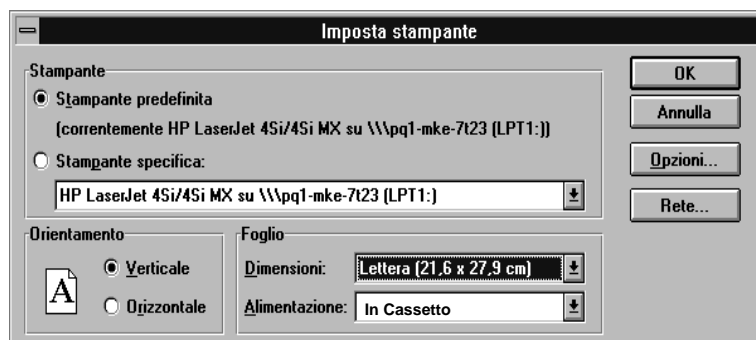 Imposta stampante
Stampante
Stampante predefinita
(correntemente HP LaserJet 4Si/4Si MX su \\\pq1-mke-7t23 (LPT1:))
Stampante specifica:
HP LaserJet 4Si/4Si MX su \\\pq1-mke-7t23 (LPT1:)
OK
Annulla
Opzioni...
Rete...
Orientamento
A
Verticale
Orizzontale
Foglio
Dimensioni: Lettera (21,6 x 27,9 cm)
Alimentazione: In Cassetto